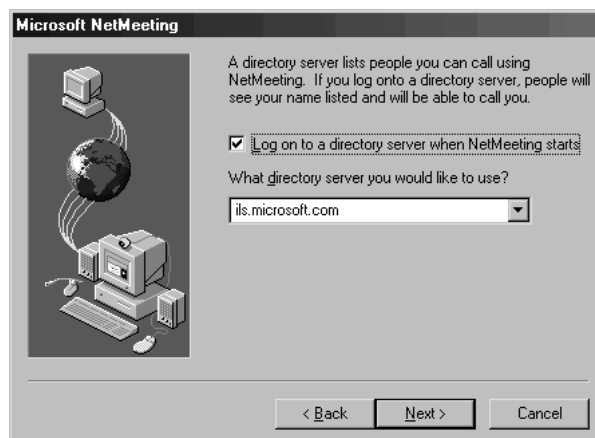 Microsoft NetMeeting
A directory server lists people you can call using
NetMeeting. If you log onto a directory server, people will
see your name listed and will be able to call you.
Log on to a directory server when NetMeeting starts
What directory server you would like to use?
ils.microsoft.com
< Back
Next >
Cancel